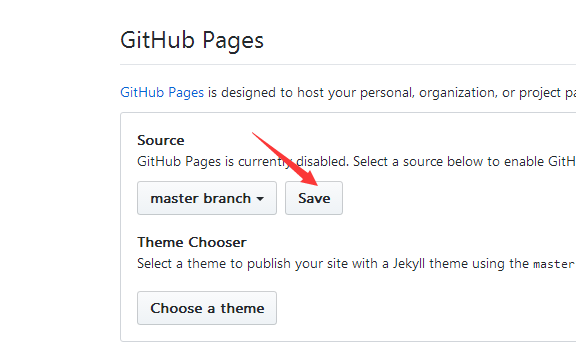 GitHub Pages
GitHub Pages is designed to host your personal, organization, or project pa
Source
GitHub Pages is currently disabled. Select a source below to enable GitH
master branch Save
Theme Chooser
Select a theme to publish your site with a Jekyll theme using the master
Choose a theme